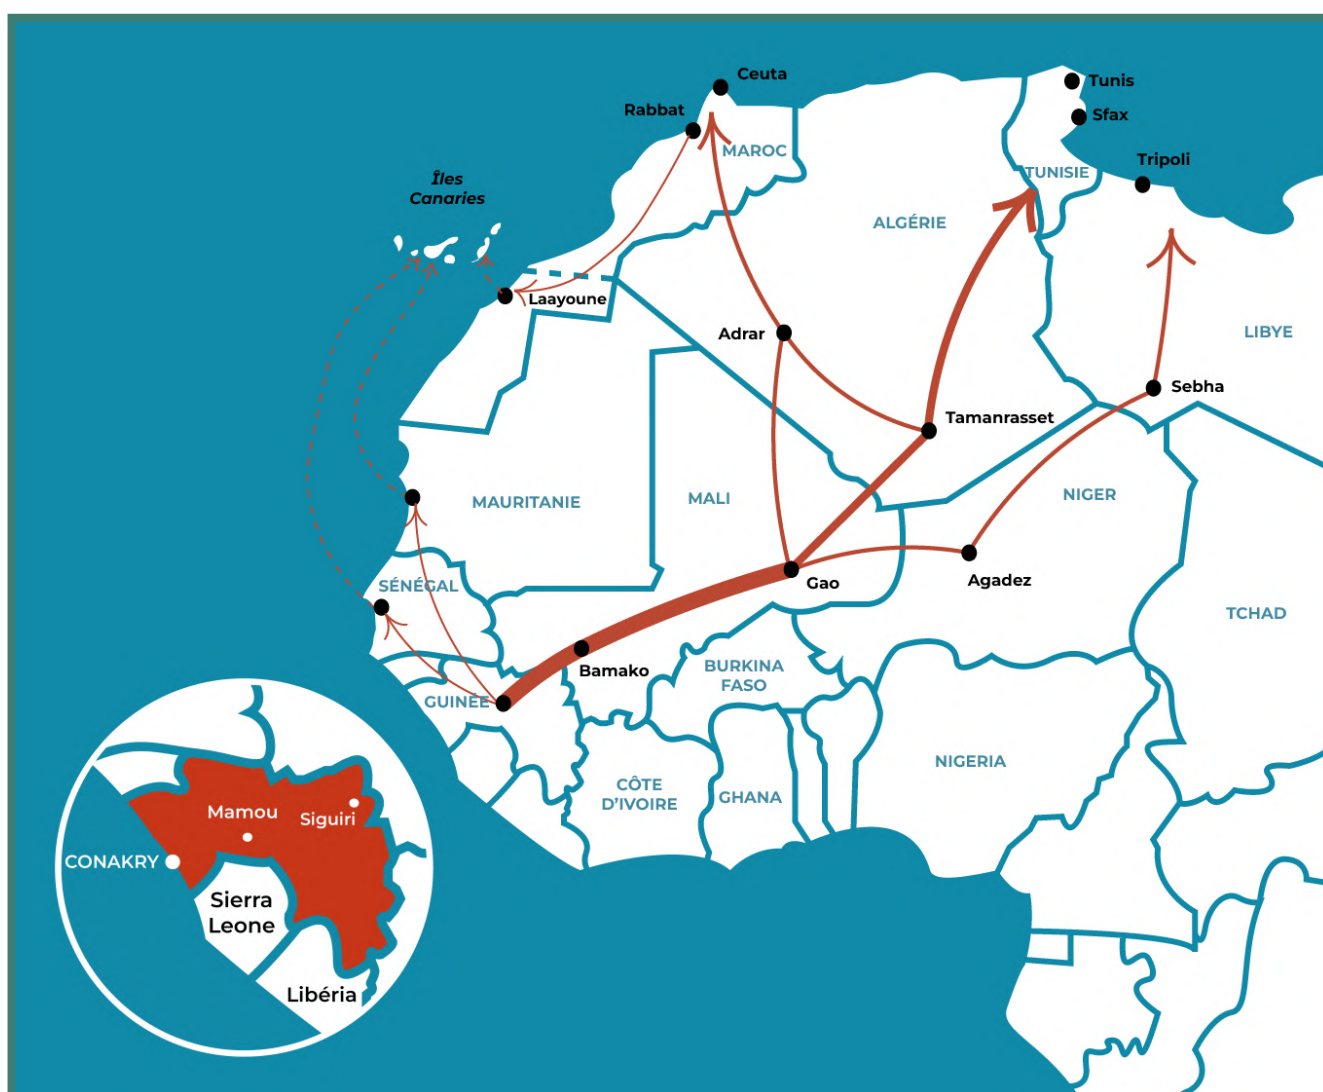 Ceuta
Tunis
Rabbat
Sfax
MAROC
Tripoli
TUNISIE
Îles
Canaries
ALGÉRIE
Laayoune
Adrar
LIBYE
Sebha
Tamanrasset
MAURITANIE
MALI
NIGER
SÉNÉGAL
Gao
Agadez
TCHAD
Bamako
BURKINA
FASO
GUINÉE
NIGERIA
CÔTE
D'IVOIRE
GHANA
Mamou
Siguiri
CONAKRY
Sierra
Leone
Libéria